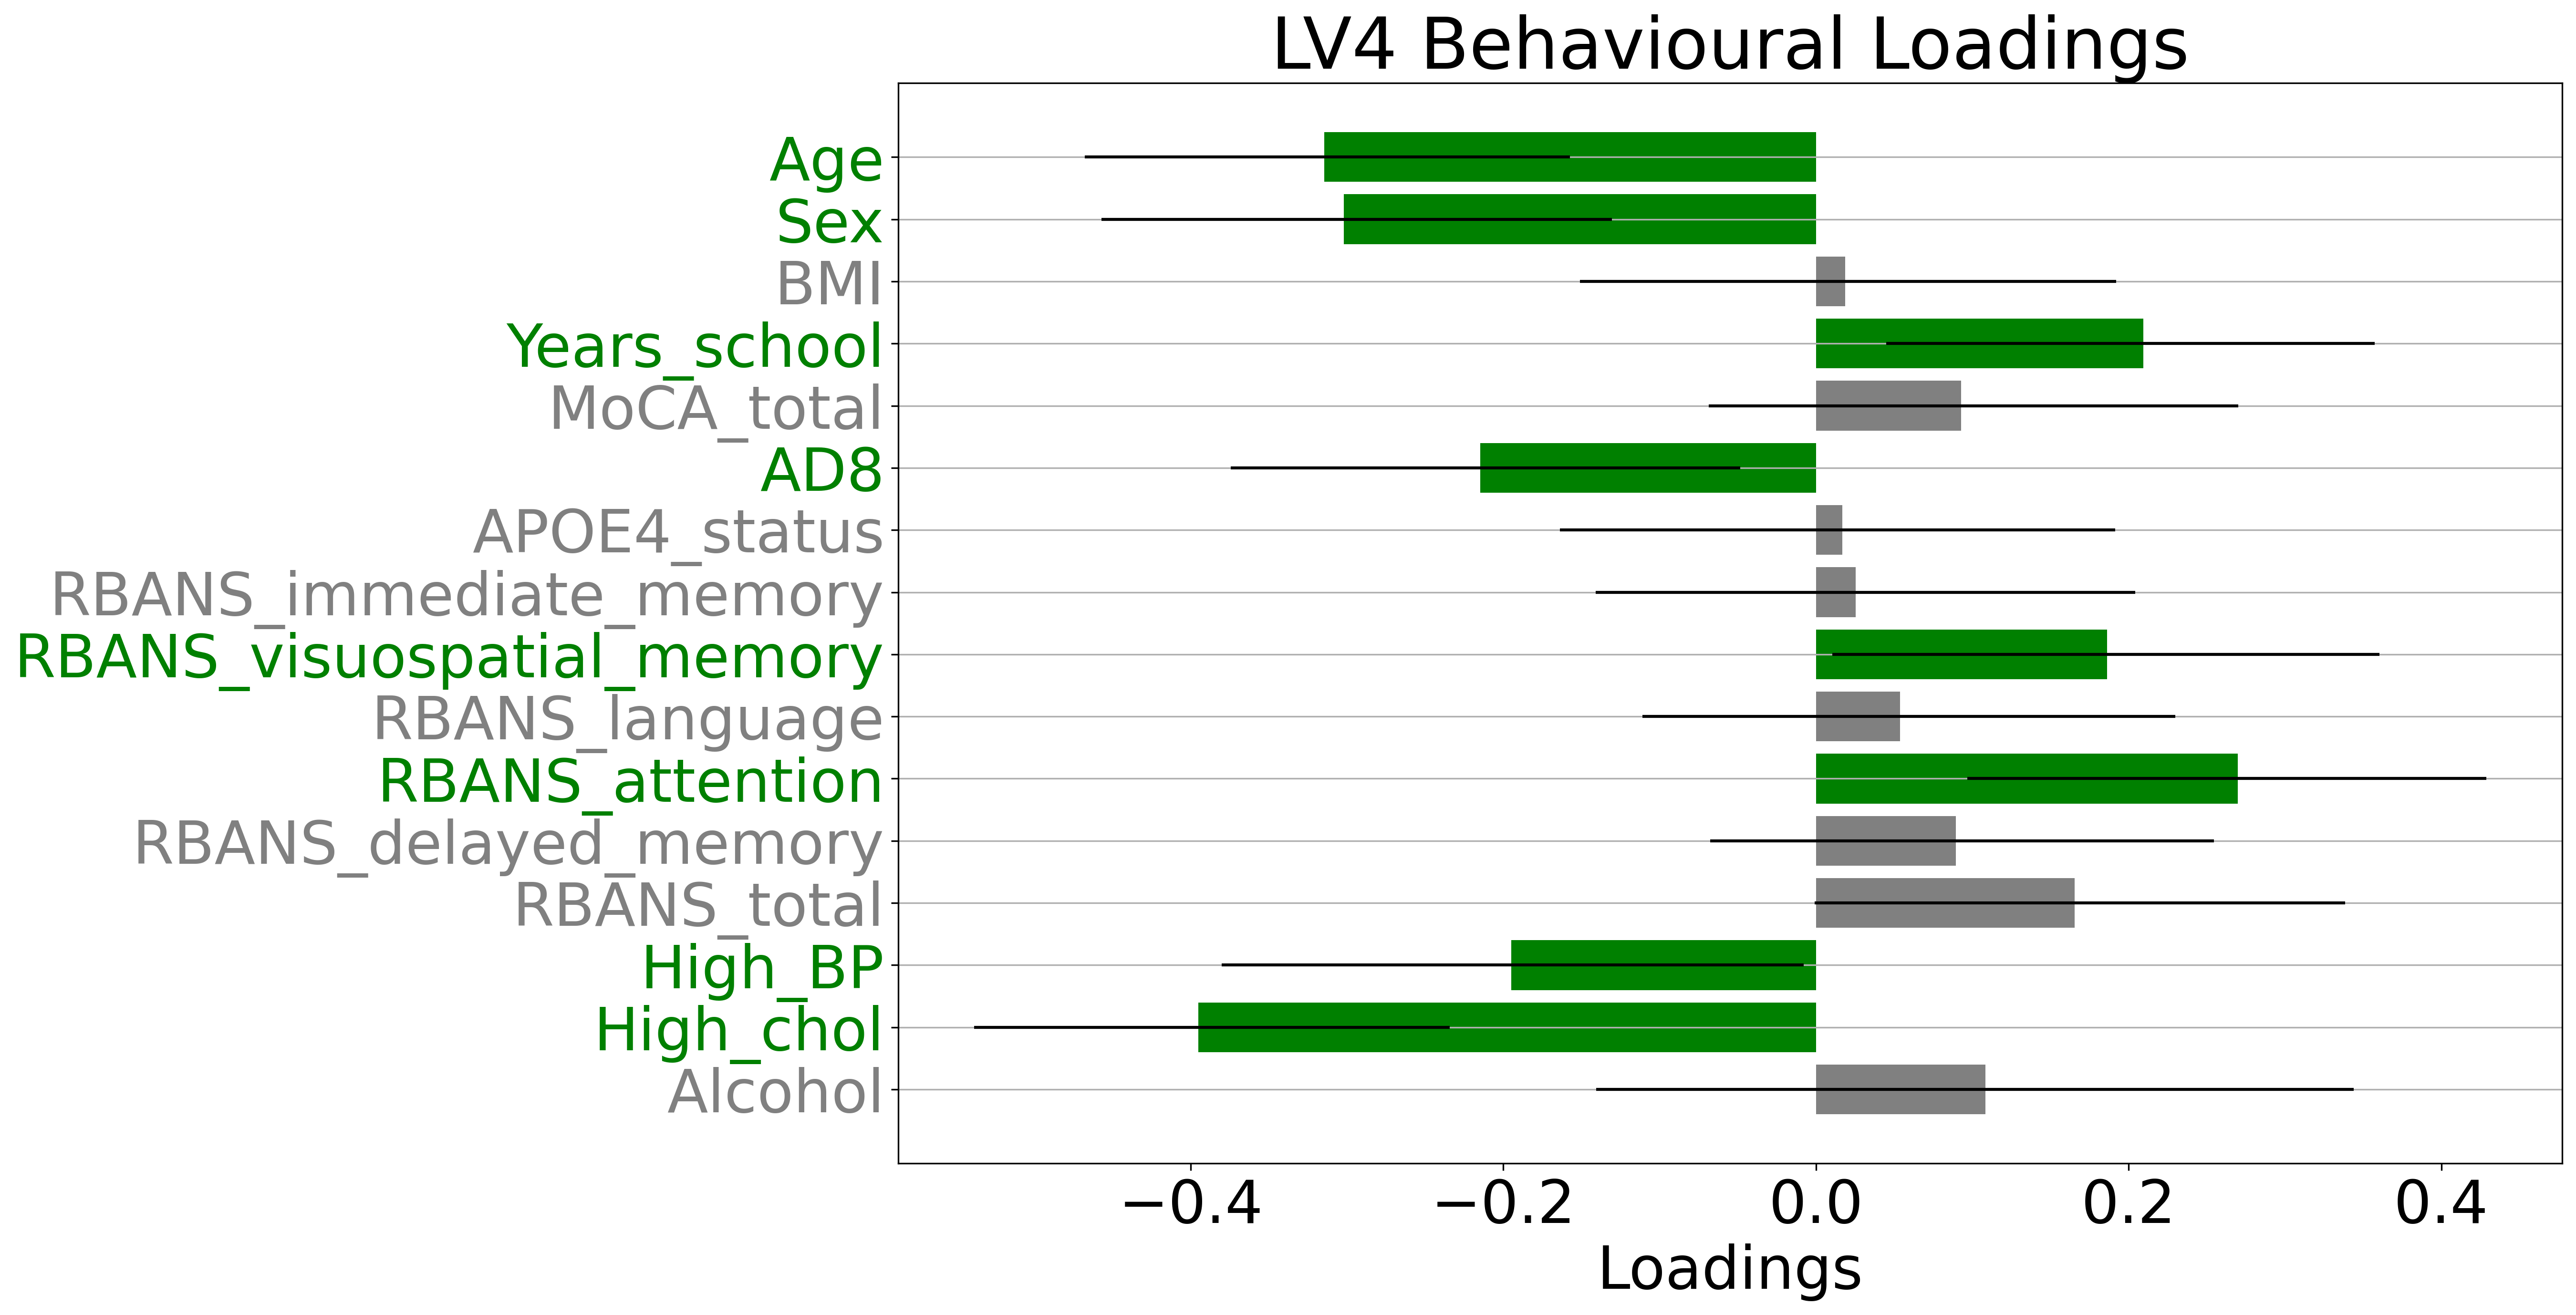 LV4 Behavioural Loadings
Age
Sex
BMI
Years_school
MoCA_total
AD8
APOE4_status
RBANS_immediate_memory
RBANS_visuospatial_memory
RBANS_language
RBANS_attention
RBANS_delayed_memory
RBANS_total
High_BP
High_chol
Alcohol
−0.4 −0.2 0.0 0.2 0.4
Loadings